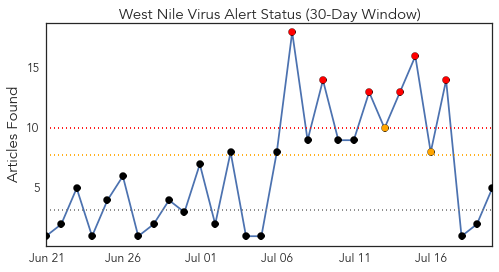 West Nile Virus Alert Status (30-Day Window)
Articles Found
15
10
5
Jun 21 Jun 26 Jul 01 Jul 06 Jul 11 Jul 16